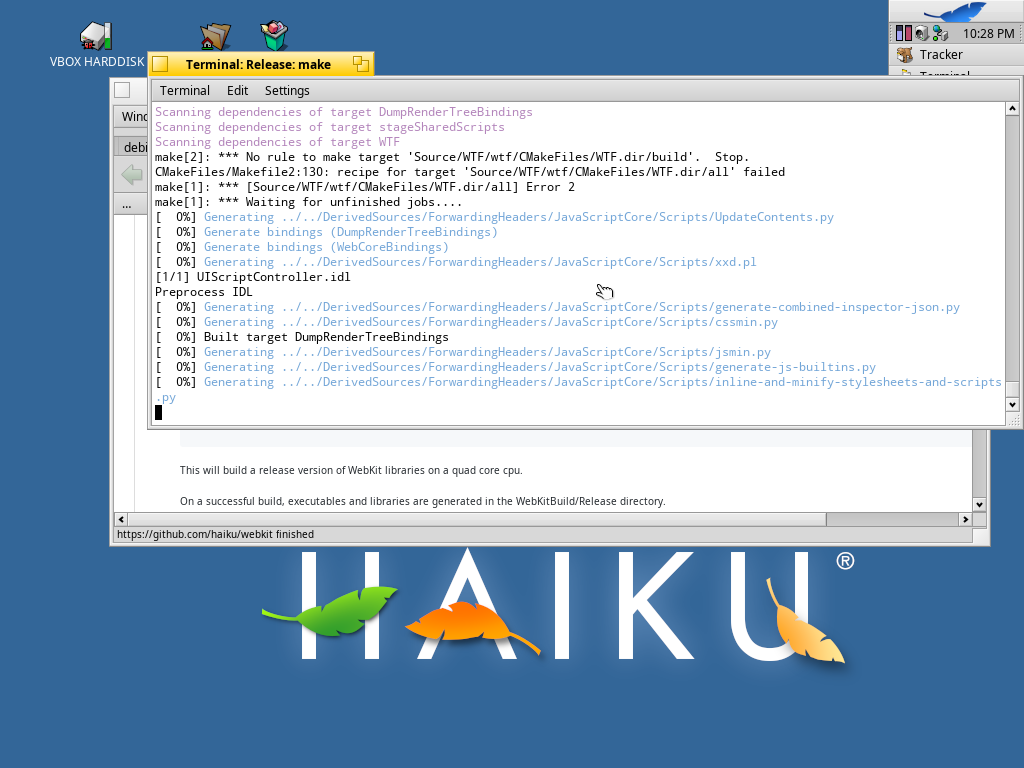 VBOX HARDDISK
10:28 PM
Tracker
Terminal: Release: make
Terminal Edit Settings
Wind
debi
...
Scanning dependencies of target DumpRenderTreeBindings
Scanning dependencies of target stageSharedScripts
Scanning dependencies of target WTF
make[2]: *** No rule to make target 'Source/WTF/wtf/CMakeFiles/WTF.dir/build'.  Stop.
CMakeFiles/Makefile2:130: recipe for target 'Source/WTF/wtf/CMakeFiles/WTF.dir/all' failed
make[1]: *** [Source/WTF/wtf/CMakeFiles/WTF.dir/all] Error 2
make[1]: *** Waiting for unfinished jobs....
[  0%] Generating ../../DerivedSources/ForwardingHeaders/JavaScriptCore/Scripts/UpdateContents.py
[  0%] Generate bindings (DumpRenderTreeBindings)
[  0%] Generate bindings (WebCoreBindings)
[  0%] Generating ../../DerivedSources/ForwardingHeaders/JavaScriptCore/Scripts/xxd.pl
[1/1] UIScriptController.idl
Preprocess IDL
[  0%] Generating ../../DerivedSources/ForwardingHeaders/JavaScriptCore/Scripts/generate-combined-inspector-json.py
[  0%] Generating ../../DerivedSources/ForwardingHeaders/JavaScriptCore/Scripts/cssmin.py
[  0%] Built target DumpRenderTreeBindings
[  0%] Generating ../../DerivedSources/ForwardingHeaders/JavaScriptCore/Scripts/jsmin.py
[  0%] Generating ../../DerivedSources/ForwardingHeaders/JavaScriptCore/Scripts/generate-js-builtins.py
[  0%] Generating ../../DerivedSources/ForwardingHeaders/JavaScriptCore/Scripts/inline-and-minify-stylesheets-and-scripts
.py
This will build a release version of WebKit libraries on a quad core cpu.
On a successful build, executables and libraries are generated in the WebKitBuild/Release directory.
https://github.com/haiku/webkit finished
HAIKU®